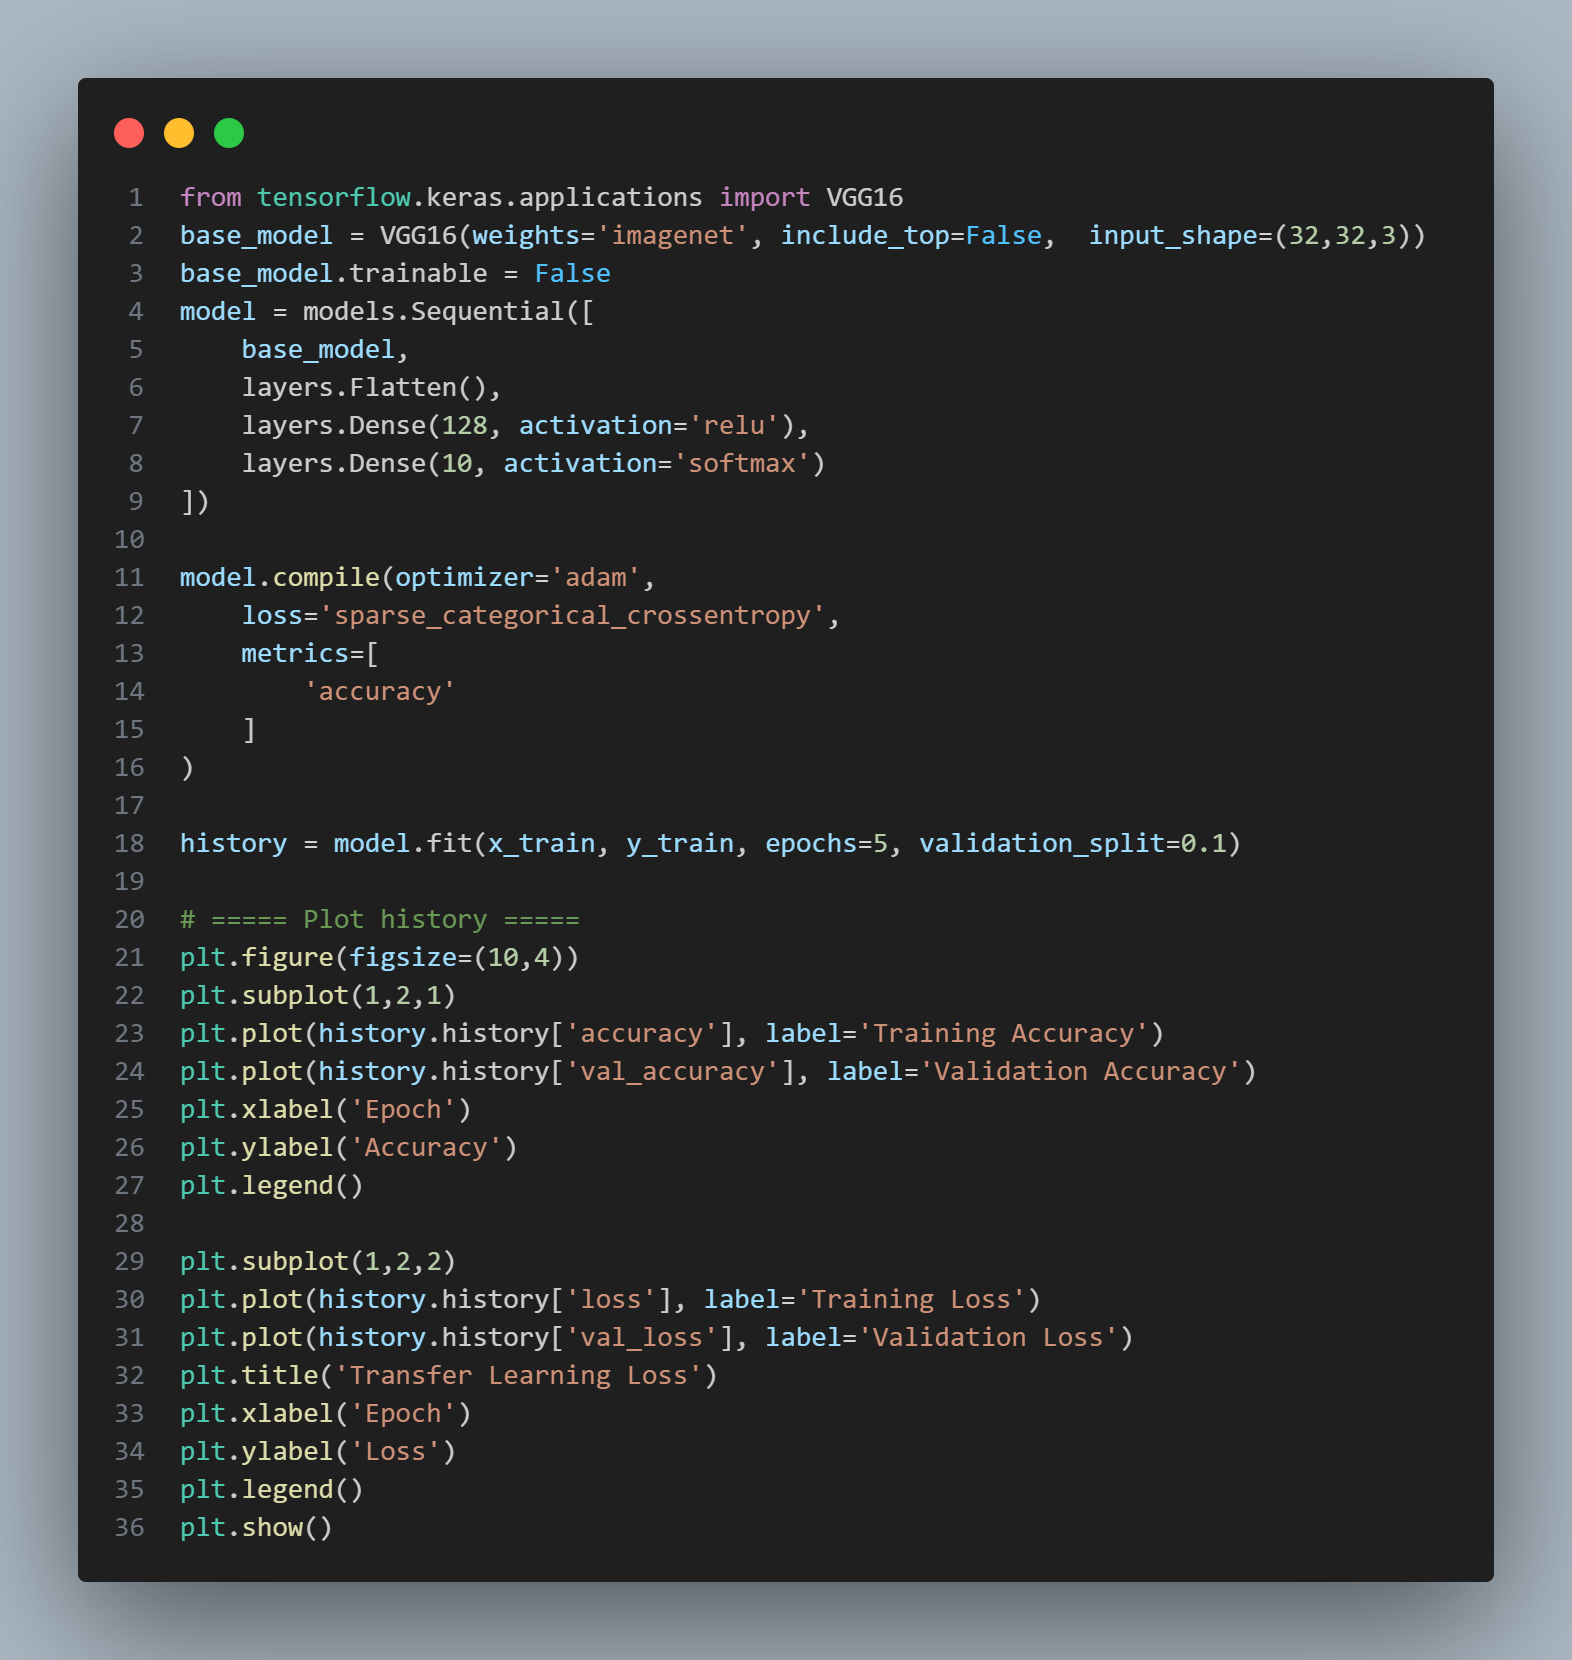 1 from tensorflow.keras.applications import VGG16
2 base_model = VGG16(weights='imagenet', include_top=False,  input_shape=(32,32,3))
3 base_model.trainable = False
4 model = models.Sequential([
5     base_model,
6     layers.Flatten(),
7     layers.Dense(128, activation='relu'),
8     layers.Dense(10, activation='softmax')
9 ])
10
11 model.compile(optimizer='adam',
12     loss='sparse_categorical_crossentropy',
13     metrics=[
14         'accuracy'
15     ]
16 )
17
18 history = model.fit(x_train, y_train, epochs=5, validation_split=0.1)
19
20 # ===== Plot history =====
21 plt.figure(figsize=(10,4))
22 plt.subplot(1,2,1)
23 plt.plot(history.history['accuracy'], label='Training Accuracy')
24 plt.plot(history.history['val_accuracy'], label='Validation Accuracy')
25 plt.xlabel('Epoch')
26 plt.ylabel('Accuracy')
27 plt.legend()
28
29 plt.subplot(1,2,2)
30 plt.plot(history.history['loss'], label='Training Loss')
31 plt.plot(history.history['val_loss'], label='Validation Loss')
32 plt.title('Transfer Learning Loss')
33 plt.xlabel('Epoch')
34 plt.ylabel('Loss')
35 plt.legend()
36 plt.show()